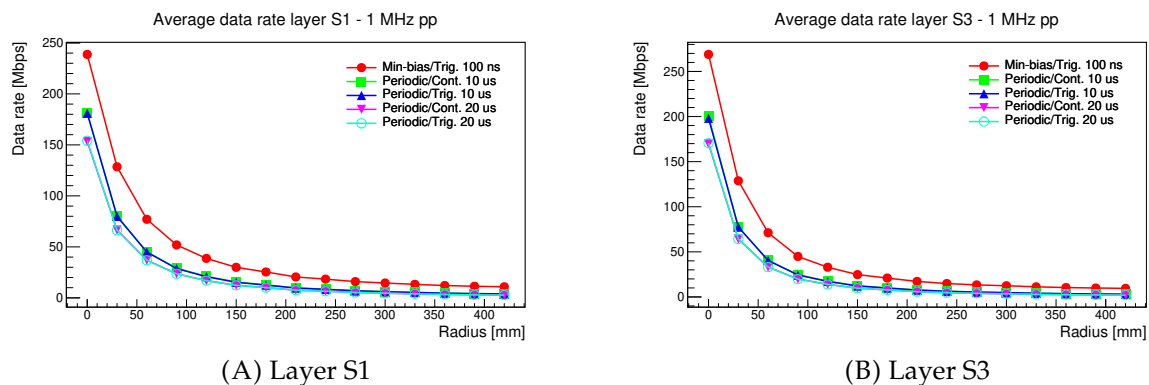 Average data rate layer S1 - 1 MHz pp
Data rate [Mbps]
250
200
150
100
50
0
Min-bias/Trig. 100 ns
Periodic/Cont. 10 us
Periodic/Trig. 10 us
Periodic/Cont. 20 us
Periodic/Trig. 20 us
0 50 100 150 200 250 300 350 400
Radius [mm]
(A) Layer S1
Average data rate layer S3 - 1 MHz pp
Data rate [Mbps]
250
200
150
100
50
0
Min-bias/Trig. 100 ns
Periodic/Cont. 10 us
Periodic/Trig. 10 us
Periodic/Cont. 20 us
Periodic/Trig. 20 us
0 50 100 150 200 250 300 350 400
Radius [mm]
(B) Layer S3